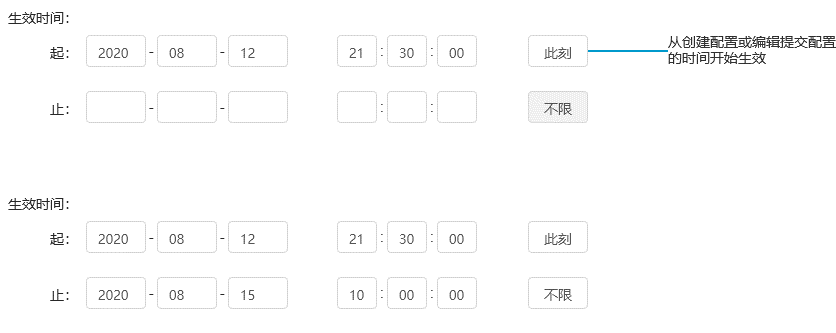 生效时间：
起： 2020 - 08 - 12 21 : 30 : 00 此刻
从创建配置或编辑提交配置
的时间开始生效
止： - - : : 不限
生效时间：
起： 2020 - 08 - 12 21 : 30 : 00 此刻
止： 2020 - 08 - 15 10 : 00 : 00 不限